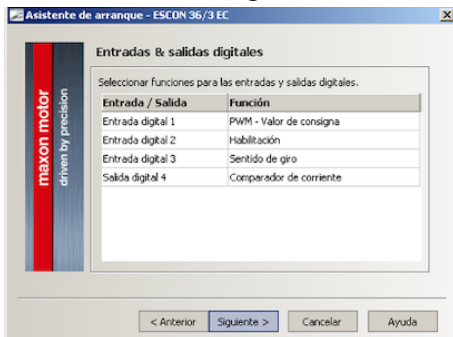 Asistente de arranque - ESCON 36/3 EC
Entradas & salidas digitales
Seleccionar funciones para las entradas y salidas digitales.
Entrada / Salida Función
Entrada digital 1 PWM - Valor de consigna
Entrada digital 2 Habilitación
Entrada digital 3 Sentido de giro
Salida digital 4 Comparador de corriente
maxon motor
driven by precision
< Anterior Siguiente > Cancelar Ayuda